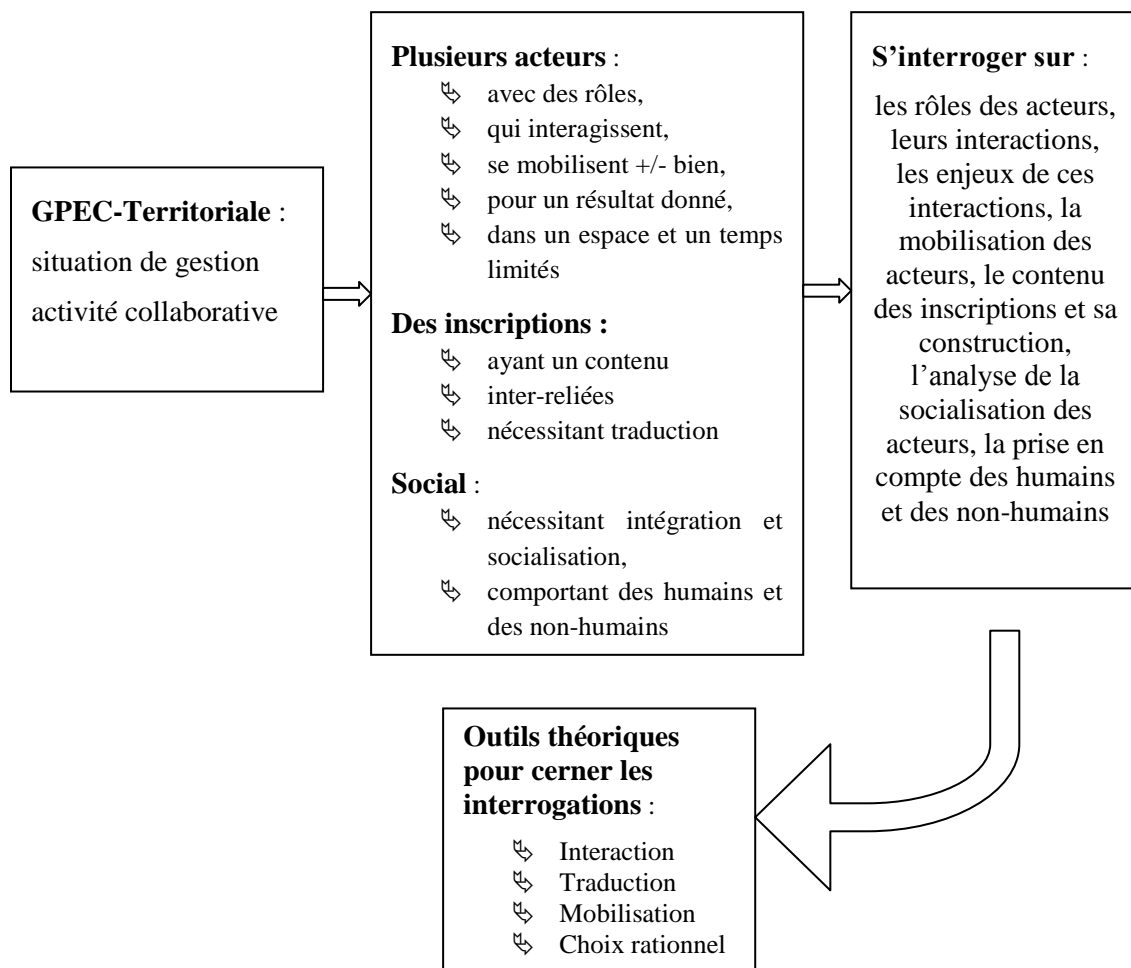 GPEC-Territoriale :
situation de gestion
activité collaborative
Plusieurs acteurs :
avec des rôles,
qui interagissent,
se mobilisent +/- bien,
pour un résultat donné,
dans un espace et un temps
limités
Des inscriptions :
ayant un contenu
inter-reliées
nécessitant traduction
Social :
nécessitant intégration et
socialisation,
comportant des humains et
des non-humains
S’interroger sur :
les rôles des acteurs,
leurs interactions,
les enjeux de ces
interactions, la
mobilisation des
acteurs, le contenu
des inscriptions et sa
construction,
l’analyse de la
socialisation des
acteurs, la prise en
compte des humains
et des non-humains
Outils théoriques
pour cerner les
interrogations :
Interaction
Traduction
Mobilisation
Choix rationnel